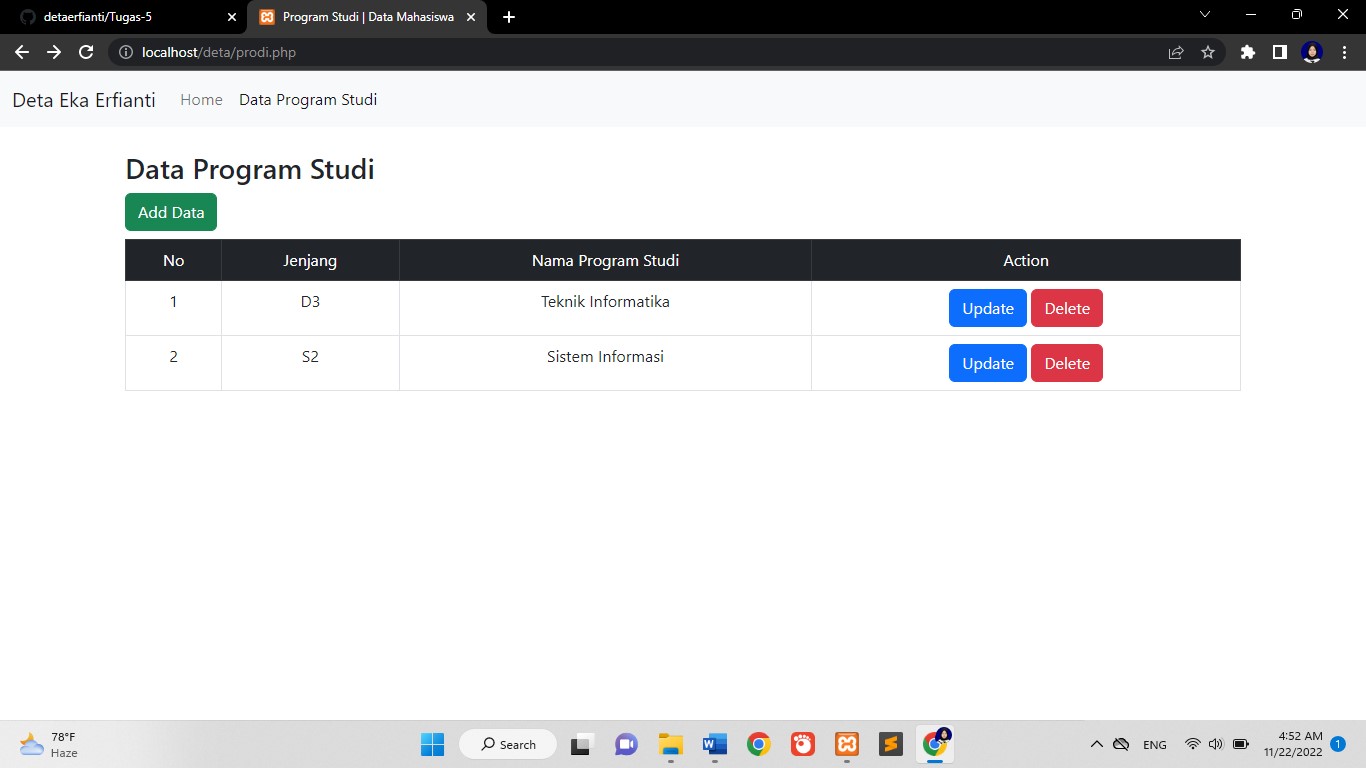 detaerfianti/Tugas-5
Program Studi | Data Mahasiswa
localhost/deta/prodi.php
Deta Eka Erfianti Home Data Program Studi
Data Program Studi
Add Data
No Jenjang Nama Program Studi Action
1 D3 Teknik Informatika Update Delete
2 S2 Sistem Informasi Update Delete
78°F
Haze
Search
ENG
4:52 AM
11/22/2022
1